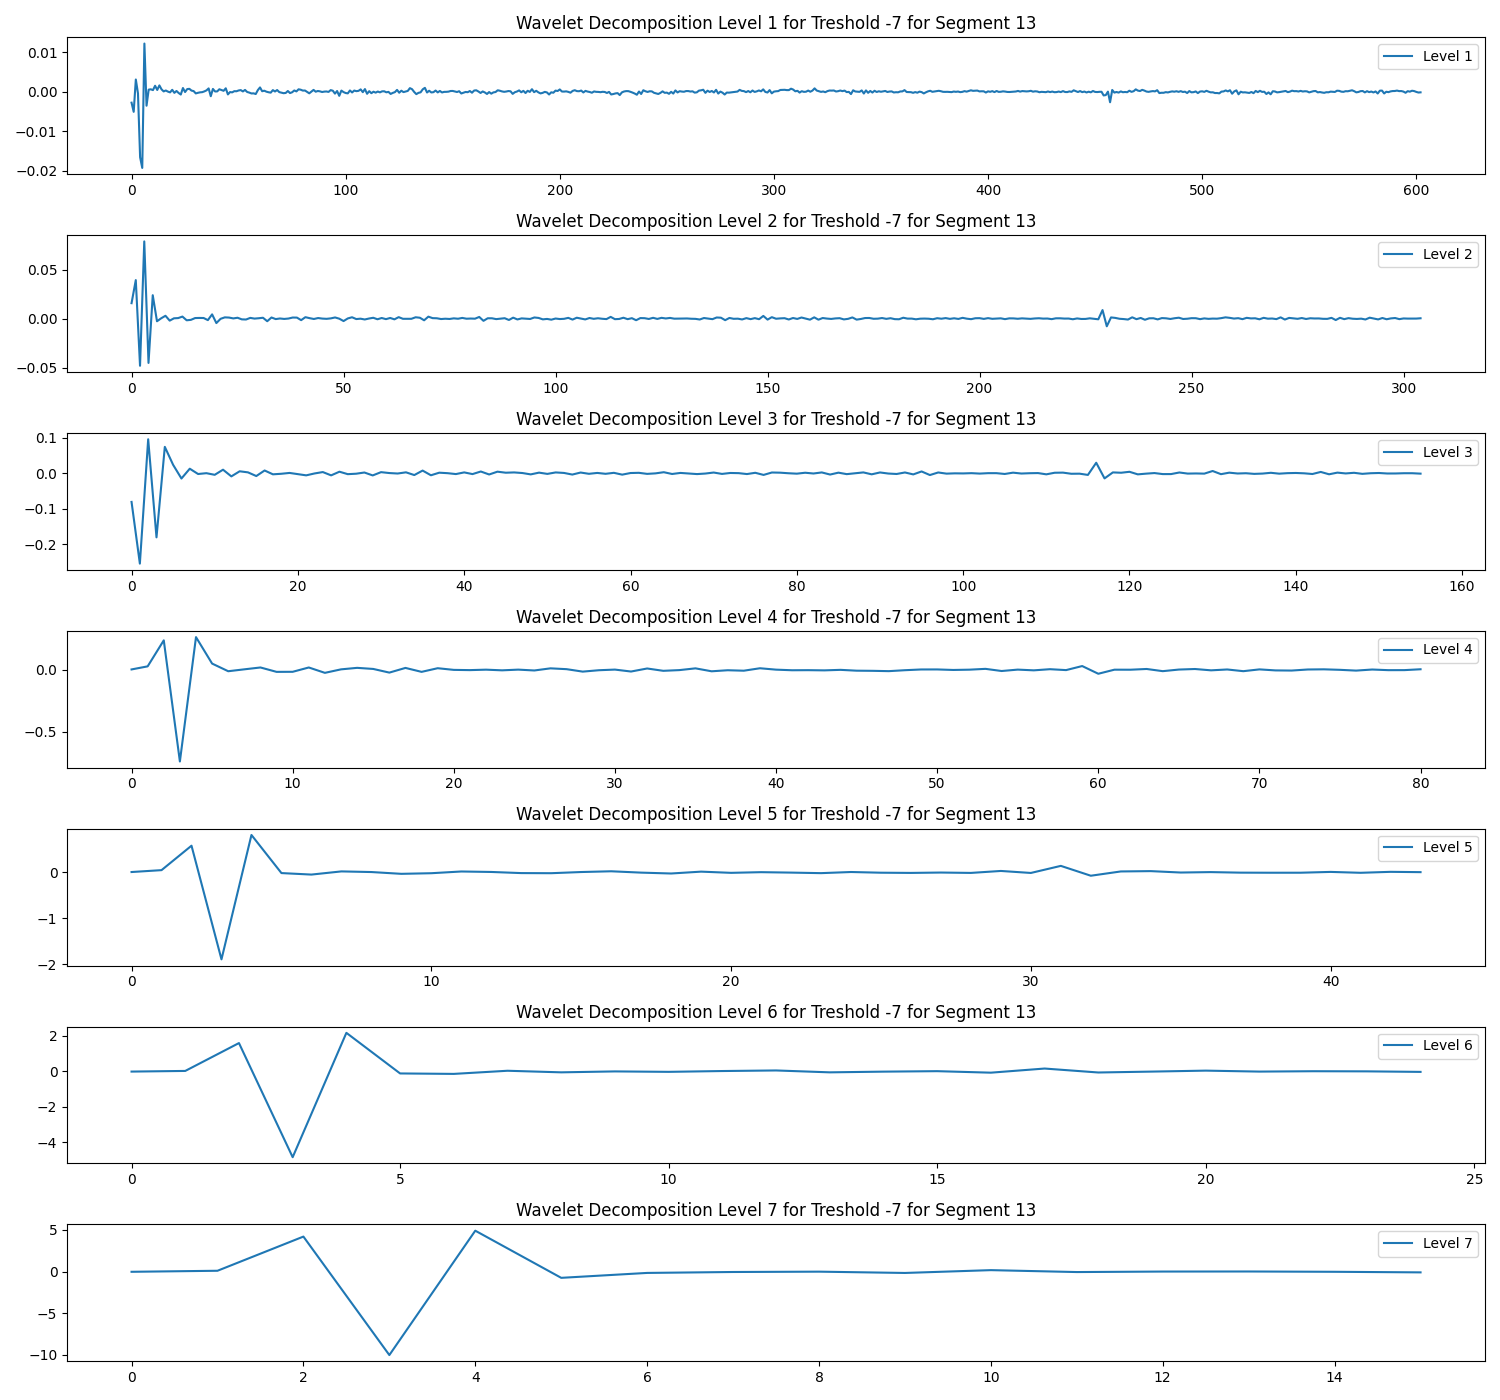 Wavelet Decomposition Level 1 for Treshold -7 for Segment 13
Level 1
0.01
0.00
−0.01
−0.02
0 100 200 300 400 500 600
Wavelet Decomposition Level 2 for Treshold -7 for Segment 13
Level 2
0.05
0.00
−0.05
0 50 100 150 200 250 300
Wavelet Decomposition Level 3 for Treshold -7 for Segment 13
Level 3
0.1
0.0
−0.1
−0.2
0 20 40 60 80 100 120 140 160
Wavelet Decomposition Level 4 for Treshold -7 for Segment 13
Level 4
0.0
−0.5
0 10 20 30 40 50 60 70 80
Wavelet Decomposition Level 5 for Treshold -7 for Segment 13
Level 5
0
−1
−2
0 10 20 30 40
Wavelet Decomposition Level 6 for Treshold -7 for Segment 13
Level 6
2
0
−2
−4
0 5 10 15 20 25
Wavelet Decomposition Level 7 for Treshold -7 for Segment 13
Level 7
5
0
−5
−10
0 2 4 6 8 10 12 14